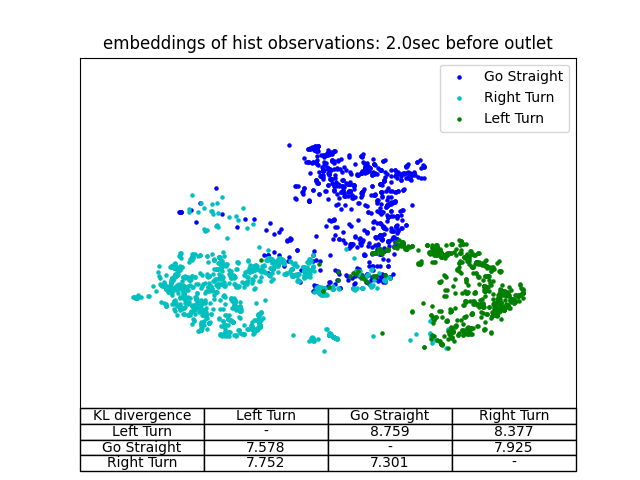 embeddings of hist observations: 2.0sec before outlet
Go Straight
Right Turn
Left Turn
KL divergence Left Turn Go Straight Right Turn
Left Turn - 8.759 8.377
Go Straight 7.578 - 7.925
Right Turn 7.752 7.301 -